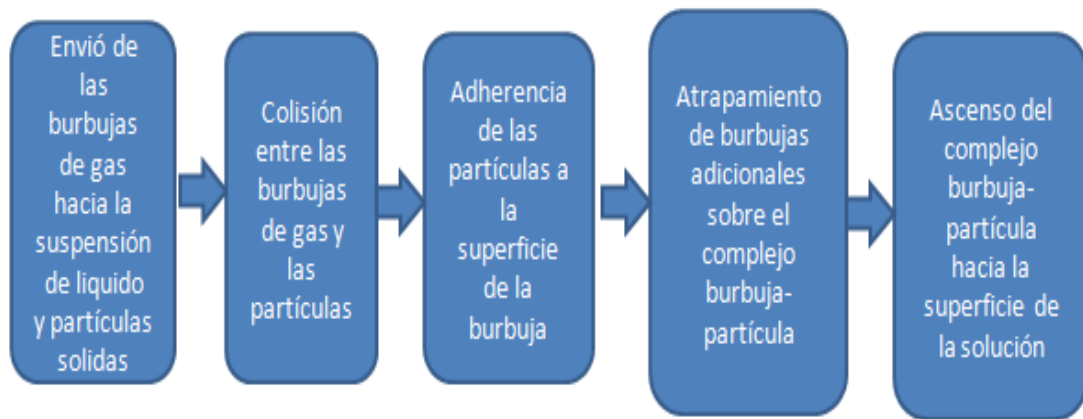 Envió de
las
burbujas
de gas
hacia la
suspensión
de liquido
y partículas
solidas
Colisión
entre las
burbujas
de gas y
las
partículas
Adherencia
de las
partículas a
la
superficie
de la
burbuja
Atrapamiento
de burbujas
adicionales
sobre el
complejo
burbuja-
partícula
Ascenso del
complejo
burbuja-
partícula
hacia la
superficie de
la solución